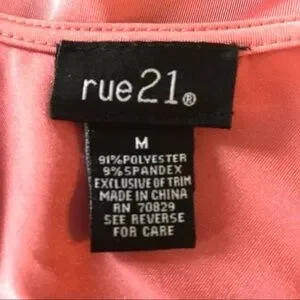 rue21®
M
91%POLYESTER
9%SPANDEX
EXCLUSIVE OF TRIM
MADE IN CHINA
RN 70829
SEE REVERSE
FOR CARE